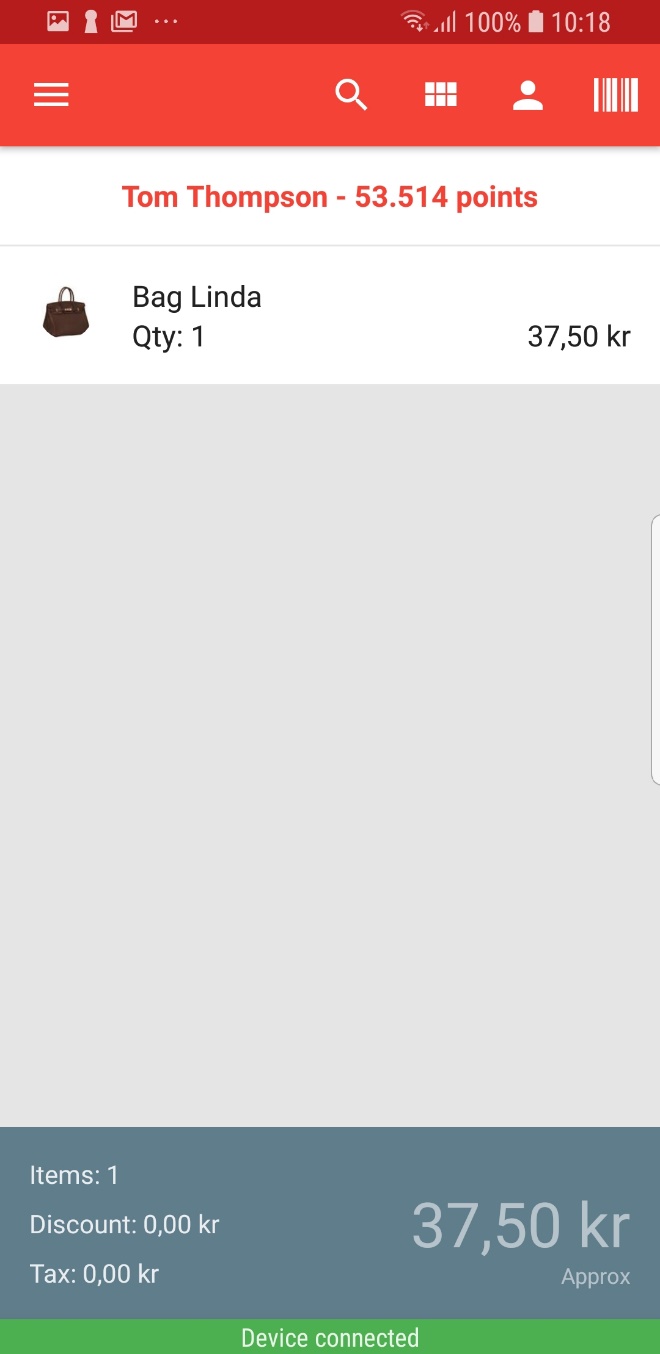 100% 10:18
Tom Thompson - 53.514 points
Bag Linda
Qty: 1 37,50 kr
Items: 1
Discount: 0,00 kr
37,50 kr
Tax: 0,00 kr
Approx
Device connected